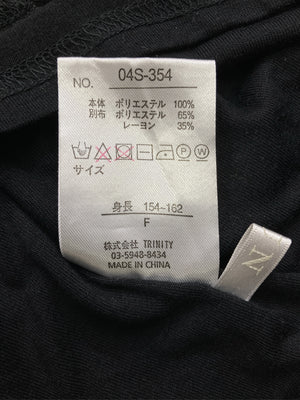 NO. 04S-354
本体 ポリエステル 100%
別布 ポリエステル 65%
レーヨン 35%
サイズ
身長 154~162
F
株式会社 TRINITY
03-5948-8434
MADE IN CHINA
N